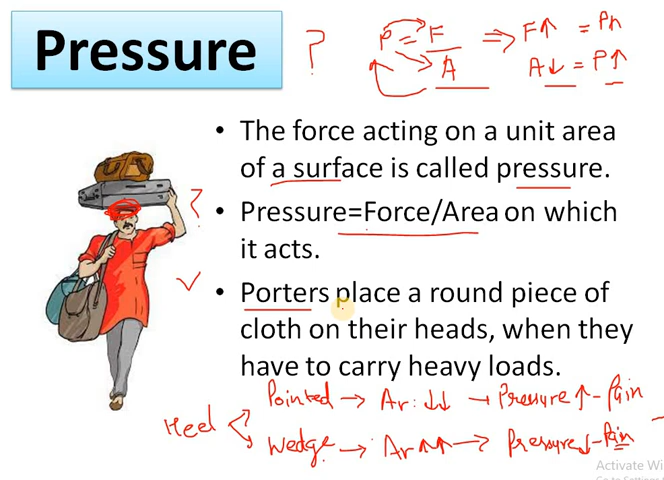 Pressure ?
P = F/A ⇒ F↑ = P↑
A↓ = P↑
• The force acting on a unit area
of a surface is called pressure.
• Pressure=Force/Area on which
it acts.
• Porters place a round piece of
cloth on their heads, when they
have to carry heavy loads.
Heel
Pointed → Ar: ↓↓ → Pressure ↑ - Pain
Wedge → Ar ↑↑ → Pressure ↓ - Pain
Activate Wi